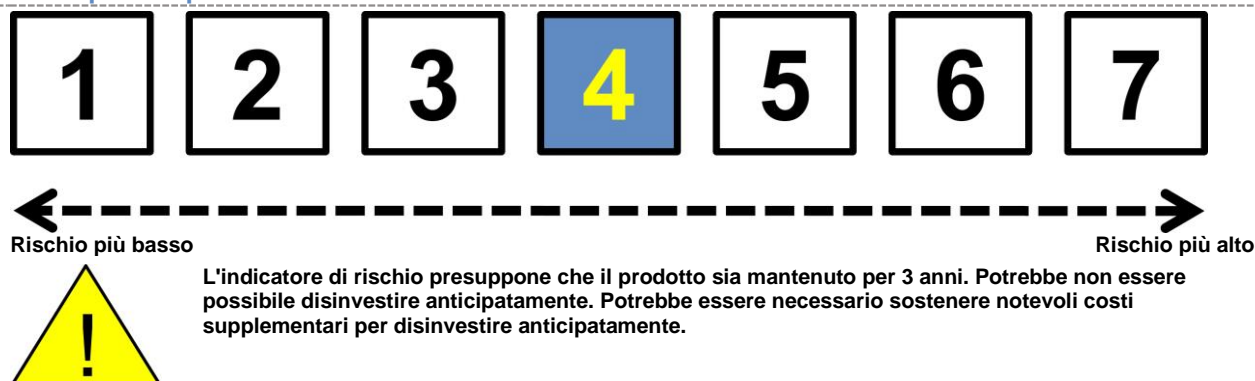 1 2 3 4 5 6 7
Rischio più basso Rischio più alto
L'indicatore di rischio presuppone che il prodotto sia mantenuto per 3 anni. Potrebbe non essere
possibile disinvestire anticipatamente. Potrebbe essere necessario sostenere notevoli costi
supplementari per disinvestire anticipatamente.
!